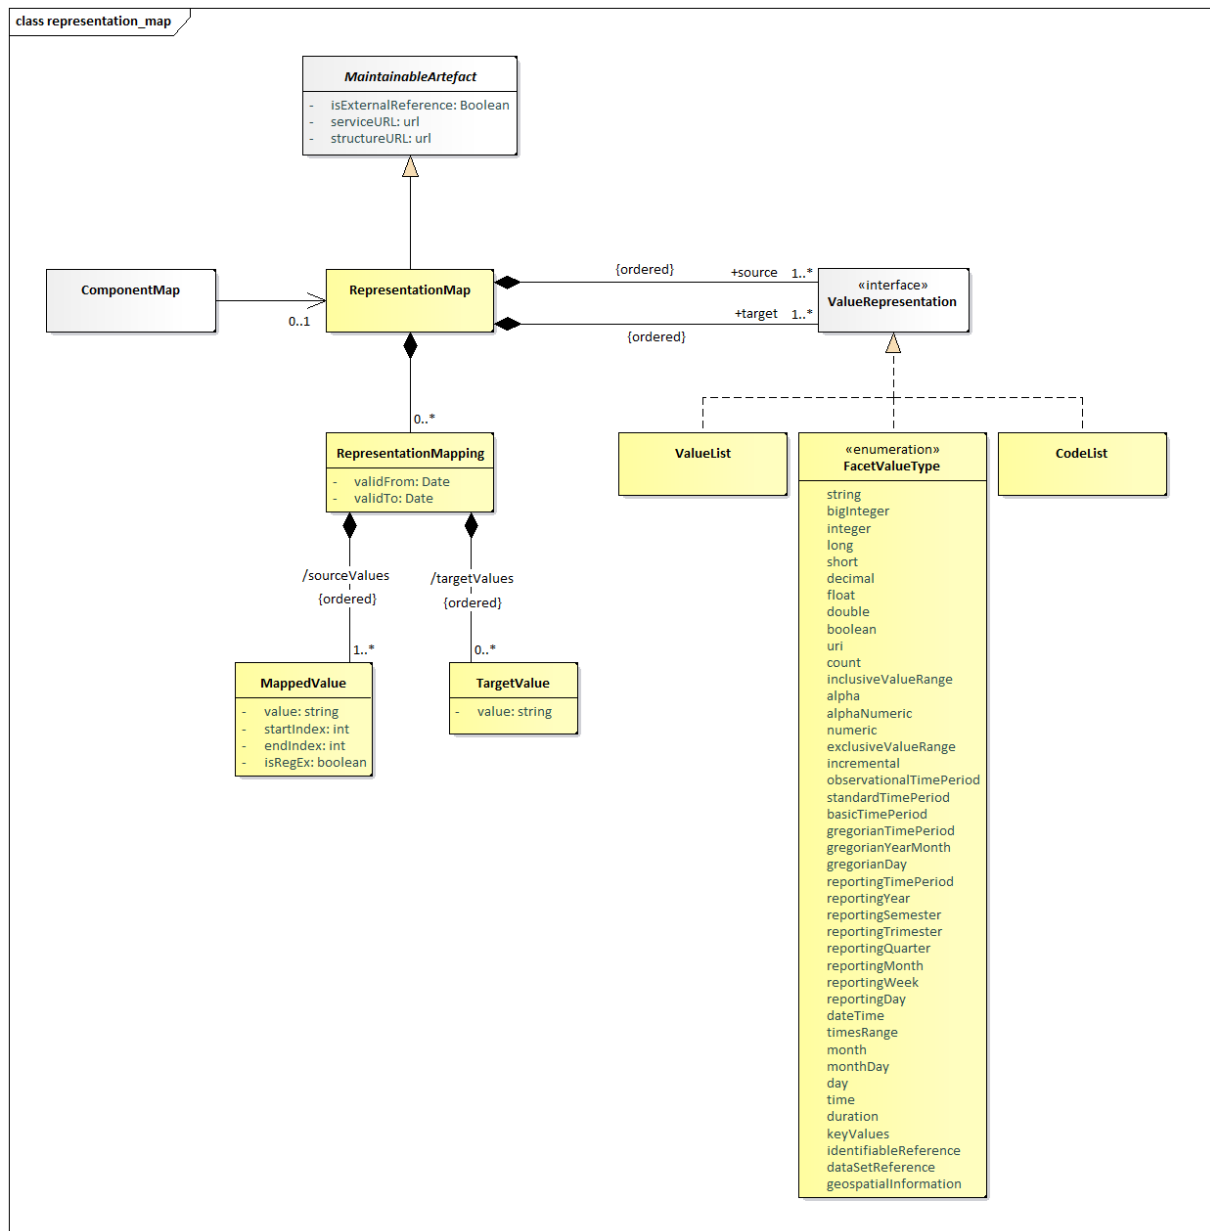 class representation_map
MaintainableArtefact
- isExternalReference: Boolean
- serviceURL: url
- structureURL: url
ComponentMap
0..1
RepresentationMap
{ordered}
+source 1..*
+target 1..*
{ordered}
«interface»
ValueRepresentation
0..*
RepresentationMapping
- validFrom: Date
- validTo: Date
/sourceValues
{ordered}
1..*
/targetValues
{ordered}
0..*
MappedValue
- value: string
- startIndex: int
- endIndex: int
- isRegEx: boolean
TargetValue
- value: string
ValueList
«enumeration»
FacetValueType
string
bigInteger
integer
long
short
decimal
float
double
boolean
uri
count
inclusiveValueRange
alpha
alphaNumeric
numeric
exclusiveValueRange
incremental
observationalTimePeriod
standardTimePeriod
basicTimePeriod
gregorianTimePeriod
gregorianYearMonth
gregorianDay
reportingTimePeriod
reportingYear
reportingSemester
reportingTrimester
reportingQuarter
reportingMonth
reportingWeek
reportingDay
dateTime
timesRange
month
monthDay
day
time
duration
keyValues
identifiableReference
dataSetReference
geospatialInformation
CodeList